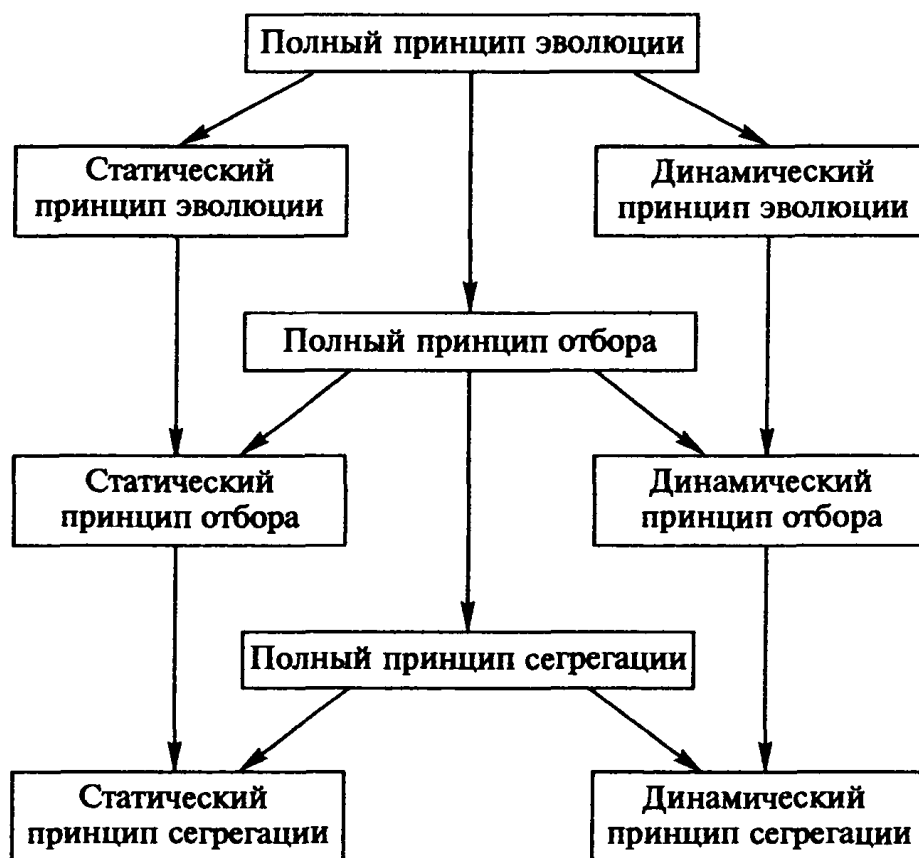 Полный принцип эволюции
Статический
принцип эволюции
Динамический
принцип эволюции
Полный принцип отбора
Статический
принцип отбора
Динамический
принцип отбора
Полный принцип сегрегации
Статический
принцип сегрегации
Динамический
принцип сегрегации